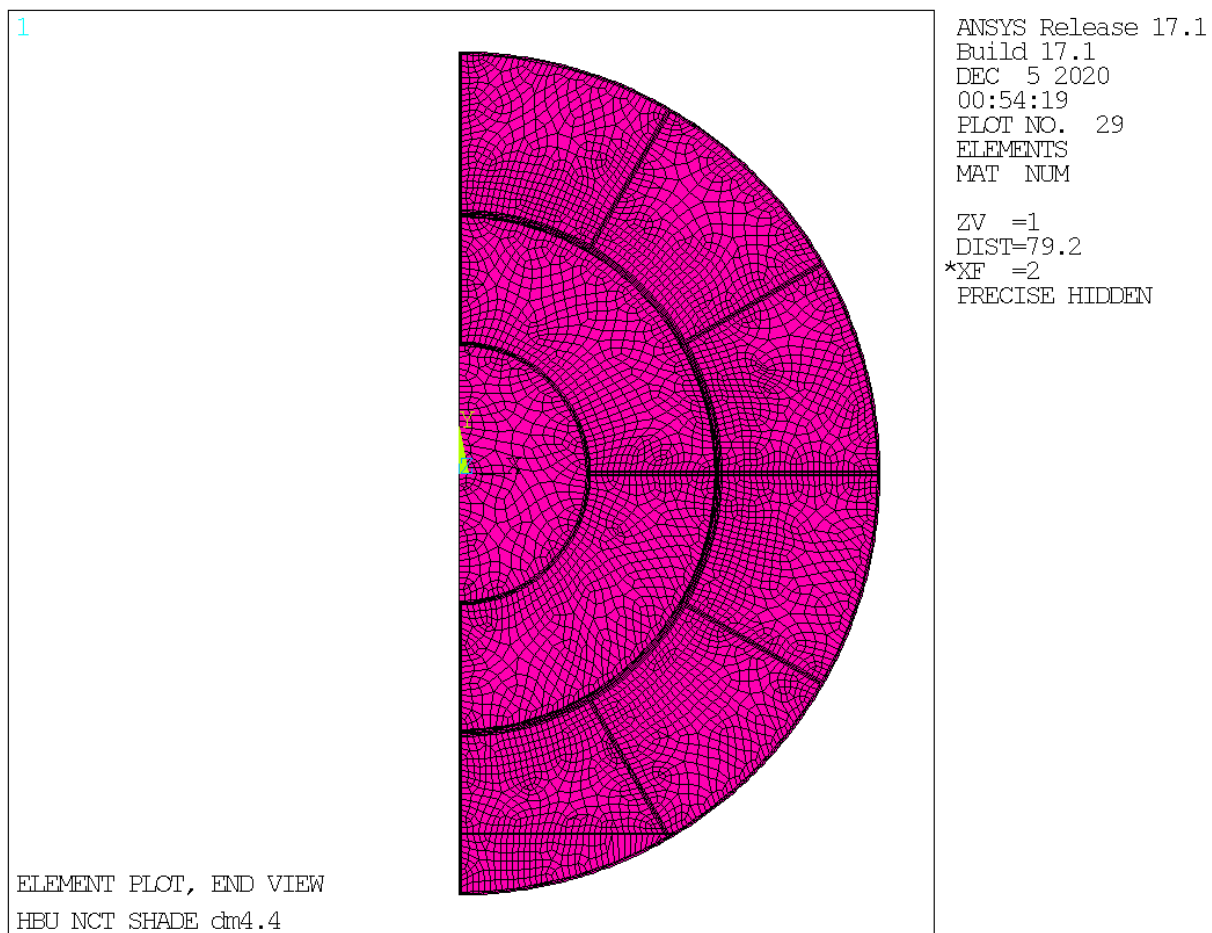 1
ANSYS Release 17.1
Build 17.1
DEC  5 2020
00:54:19
PLOT NO.  29
ELEMENTS
MAT  NUM
ZV  =1
DIST=79.2
*XF  =2
PRECISE HIDDEN
Y
Z X
ELEMENT PLOT, END VIEW
HBU NCT SHADE dm4.4